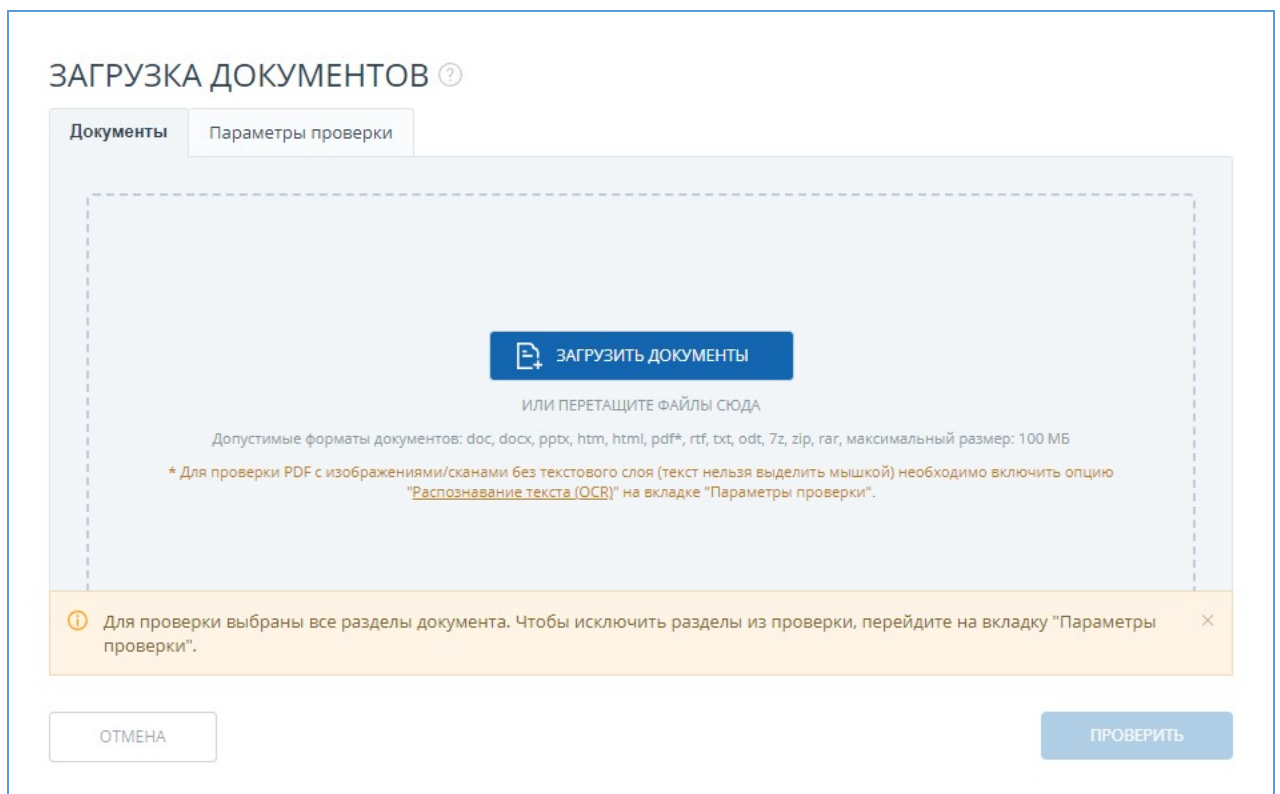 ЗАГРУЗКА ДОКУМЕНТОВ ?
Документы Параметры проверки
ЗАГРУЗИТЬ ДОКУМЕНТЫ
ИЛИ ПЕРЕТАЩИТЕ ФАЙЛЫ СЮДА
Допустимые форматы документов: doc, docx, pptx, htm, html, pdf*, rtf, txt, odt, 7z, zip, rar, максимальный размер: 100 МБ
* Для проверки PDF с изображениями/сканами без текстового слоя (текст нельзя выделить мышкой) необходимо включить опцию
"Распознавание текста (OCR)" на вкладке "Параметры проверки".
Для проверки выбраны все разделы документа. Чтобы исключить разделы из проверки, перейдите на вкладку "Параметры
проверки".
ОТМЕНА ПРОВЕРИТЬ